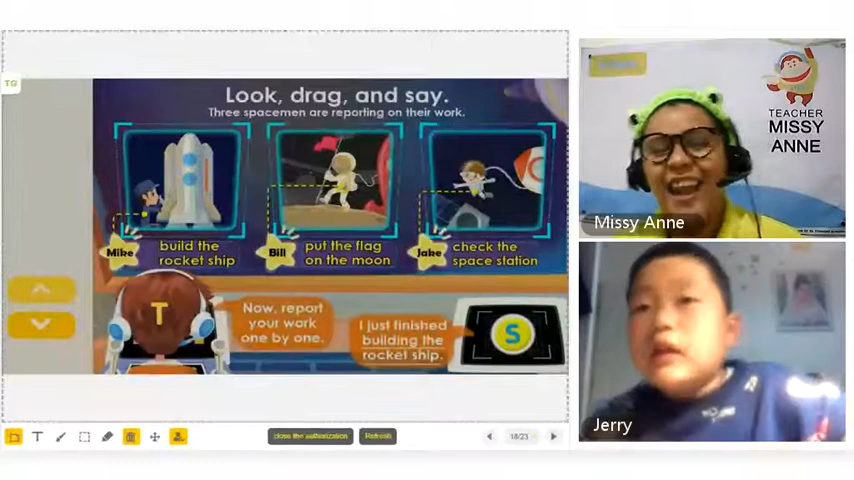 TG
Look, drag, and say.
Three spacemen are reporting on their work.
Mike
build the
rocket ship
Bill
put the flag
on the moon
Jake
check the
space station
T
Now, report
your work
one by one.
I just finished
building the
rocket ship.
S
T
close the authorization
Refresh
18/23
TEACHER
MISSY
ANNE
Missy Anne
Jerry